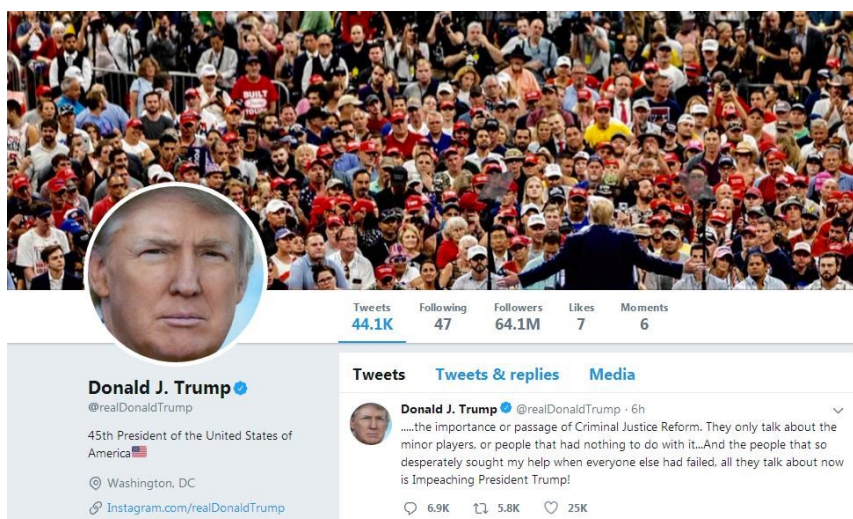 BUILT
Tweets Following Followers Likes Moments
44.1K 47 64.1M 7 6
Tweets Tweets & replies Media
Donald J. Trump
@realDonaldTrump
45th President of the United States of
America🇺🇸
Washington, DC
Instagram.com/realDonaldTrump
Donald J. Trump @realDonaldTrump · 6h
.....the importance or passage of Criminal Justice Reform. They only talk about the
minor players, or people that had nothing to do with it...And the people that so
desperately sought my help when everyone else had failed, all they talk about now
is Impeaching President Trump!
6.9K 5.8K 25K